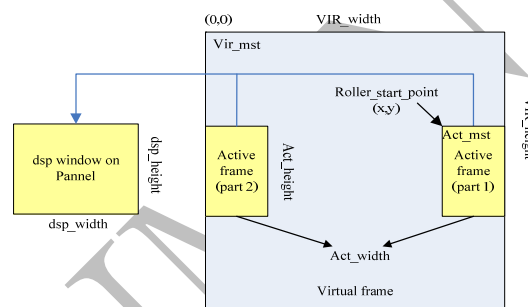 (0,0)
VIR_width
Vir_mst
Roller_start_point
(x,y)
Act_mst
dsp window on
Pannel
dsp_height
dsp_width
Active
frame
(part 2)
Act_height
Active
frame
(part 1)
Act_width
Virtual frame